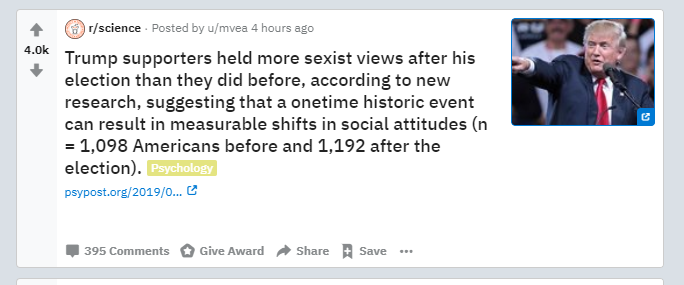 r/science · Posted by u/mvea 4 hours ago
4.0k
Trump supporters held more sexist views after his
election than they did before, according to new
research, suggesting that a onetime historic event
can result in measurable shifts in social attitudes (n
= 1,098 Americans before and 1,192 after the
election). Psychology
psypost.org/2019/0...
395 Comments Give Award Share Save ...